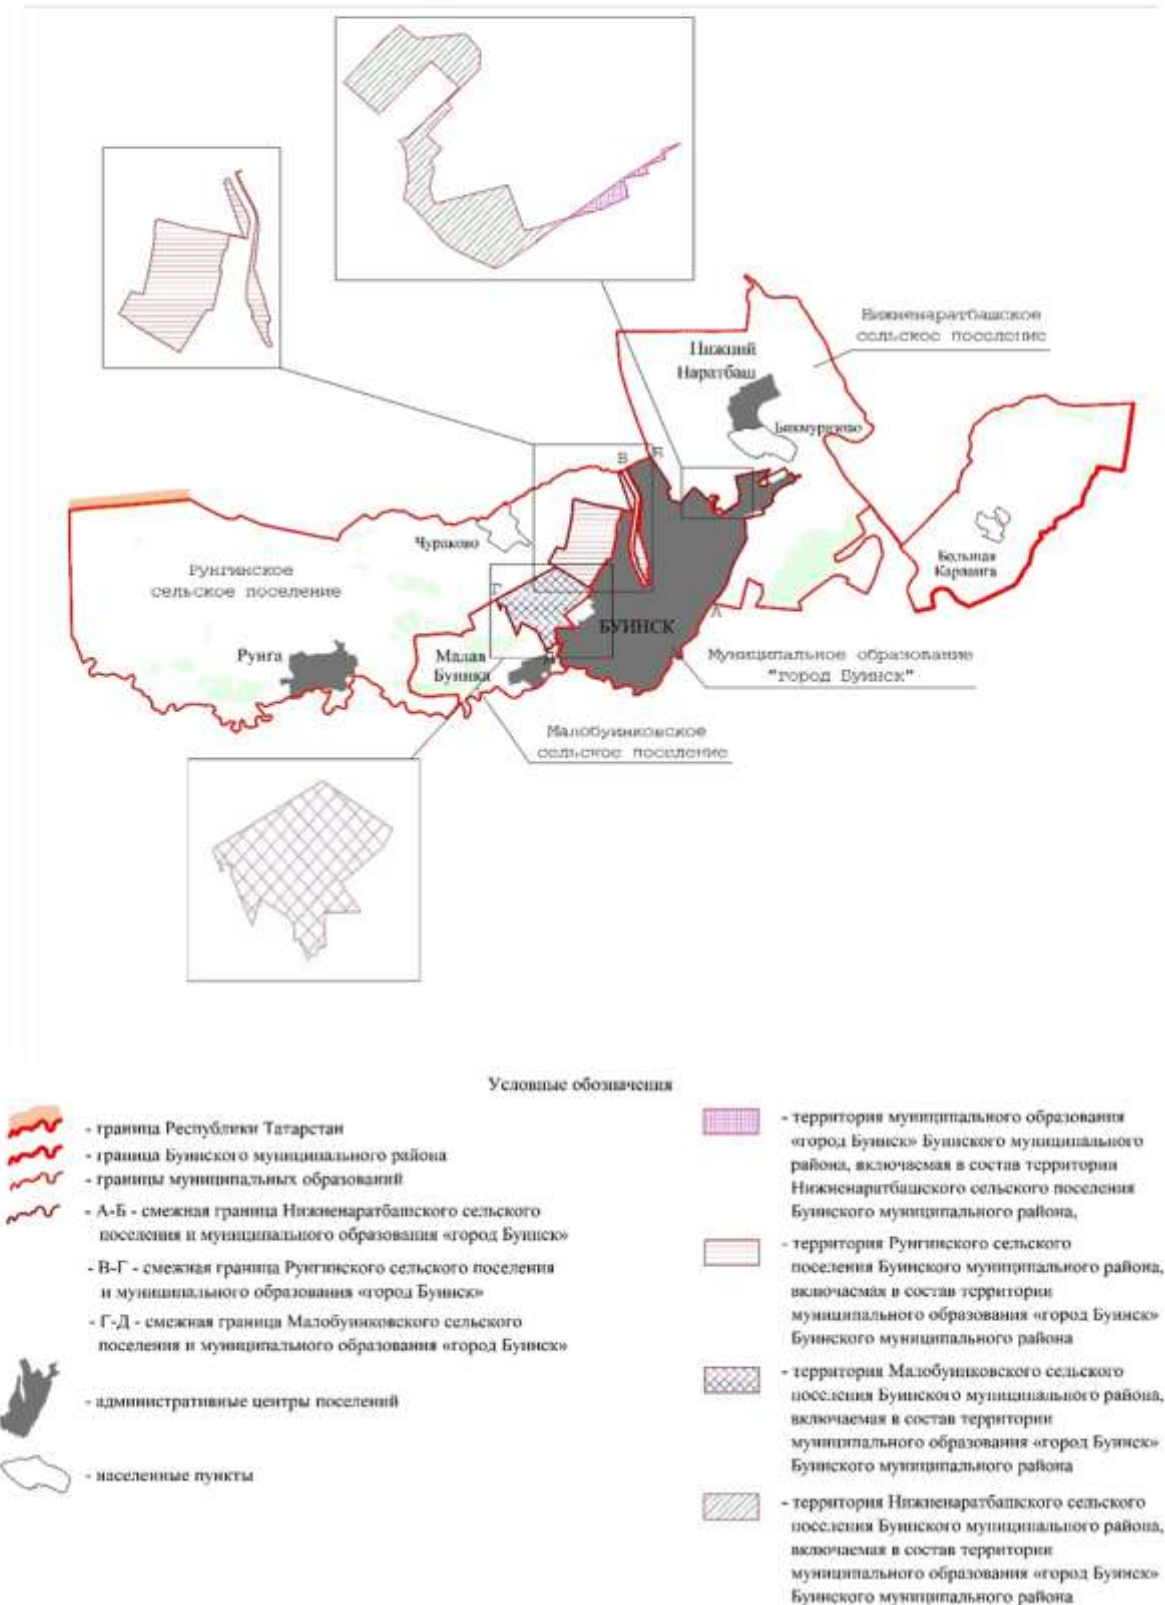 Нижненаратбашское
сельское поселение
Нижний
Наратбаш
Бикмуразово
В
Б
Чураково
Большая
Карланга
Рунгинское
сельское поселение
Г
БУИНСК
А
Рунга
Малая
Буинка
Д
Муниципальное образование
"город Буинск"
Малобуинковское
сельское поселение
Условные обозначения
- граница Республики Татарстан
- граница Буинского муниципального района
- границы муниципальных образований
- А-Б - смежная граница Нижненаратбашского сельского
поселения и муниципального образования «город Буинск»
- В-Г - смежная граница Рунгинского сельского поселения
и муниципального образования «город Буинск»
- Г-Д - смежная граница Малобуинковского сельского
поселения и муниципального образования «город Буинск»
- административные центры поселений
- населенные пункты
- территория муниципального образования
«город Буинск» Буинского муниципального
района, включаемая в состав территории
Нижненаратбашского сельского поселения
Буинского муниципального района,
- территория Рунгинского сельского
поселения Буинского муниципального района,
включаемая в состав территории
муниципального образования «город Буинск»
Буинского муниципального района
- территория Малобуинковского сельского
поселения Буинского муниципального района,
включаемая в состав территории
муниципального образования «город Буинск»
Буинского муниципального района
- территория Нижненаратбашского сельского
поселения Буинского муниципального района,
включаемая в состав территории
муниципального образования «город Буинск»
Буинского муниципального района